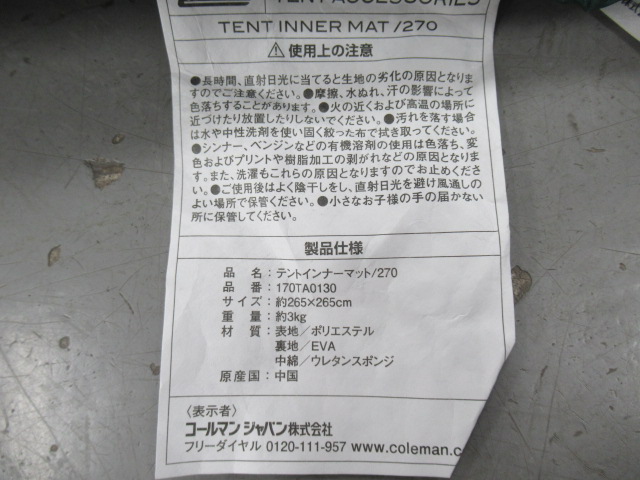 TENT ACCESSORIES
TENT INNER MAT /270
⚠使用上の注意
●長時間、直射日光に当てると生地の劣化の原因となりま
すのでご注意ください。●摩擦、水ぬれ、汗の影響によって
色落ちすることがあります。●火の近くおよび高温の場所に
近づけたり放置したりしないでください。●汚れを落す場合
は水や中性洗剤を使い固く絞った布で拭き取ってください。
●シンナー、ベンジンなどの有機溶剤の使用は色落ち、変
色およびプリントや樹脂加工の剥がれなどの原因となりま
す。また、洗濯もこれらの原因となりますのでお止めくださ
い。●ご使用後はよく陰干しをし、直射日光を避け風通しの
よい場所で保管ください。●小さなお子様の手の届かない
所に保管してください。
製品仕様
品 名：テントインナーマット/270
品 番：170TA0130
サ イ ズ：約265×265cm
重 量：約3kg
材 質：表地／ポリエステル
裏地／EVA
中綿／ウレタンスポンジ
原産国：中国
〈表示者〉
コールマン ジャパン株式会社
フリーダイヤル 0120-111-957 www.coleman.c